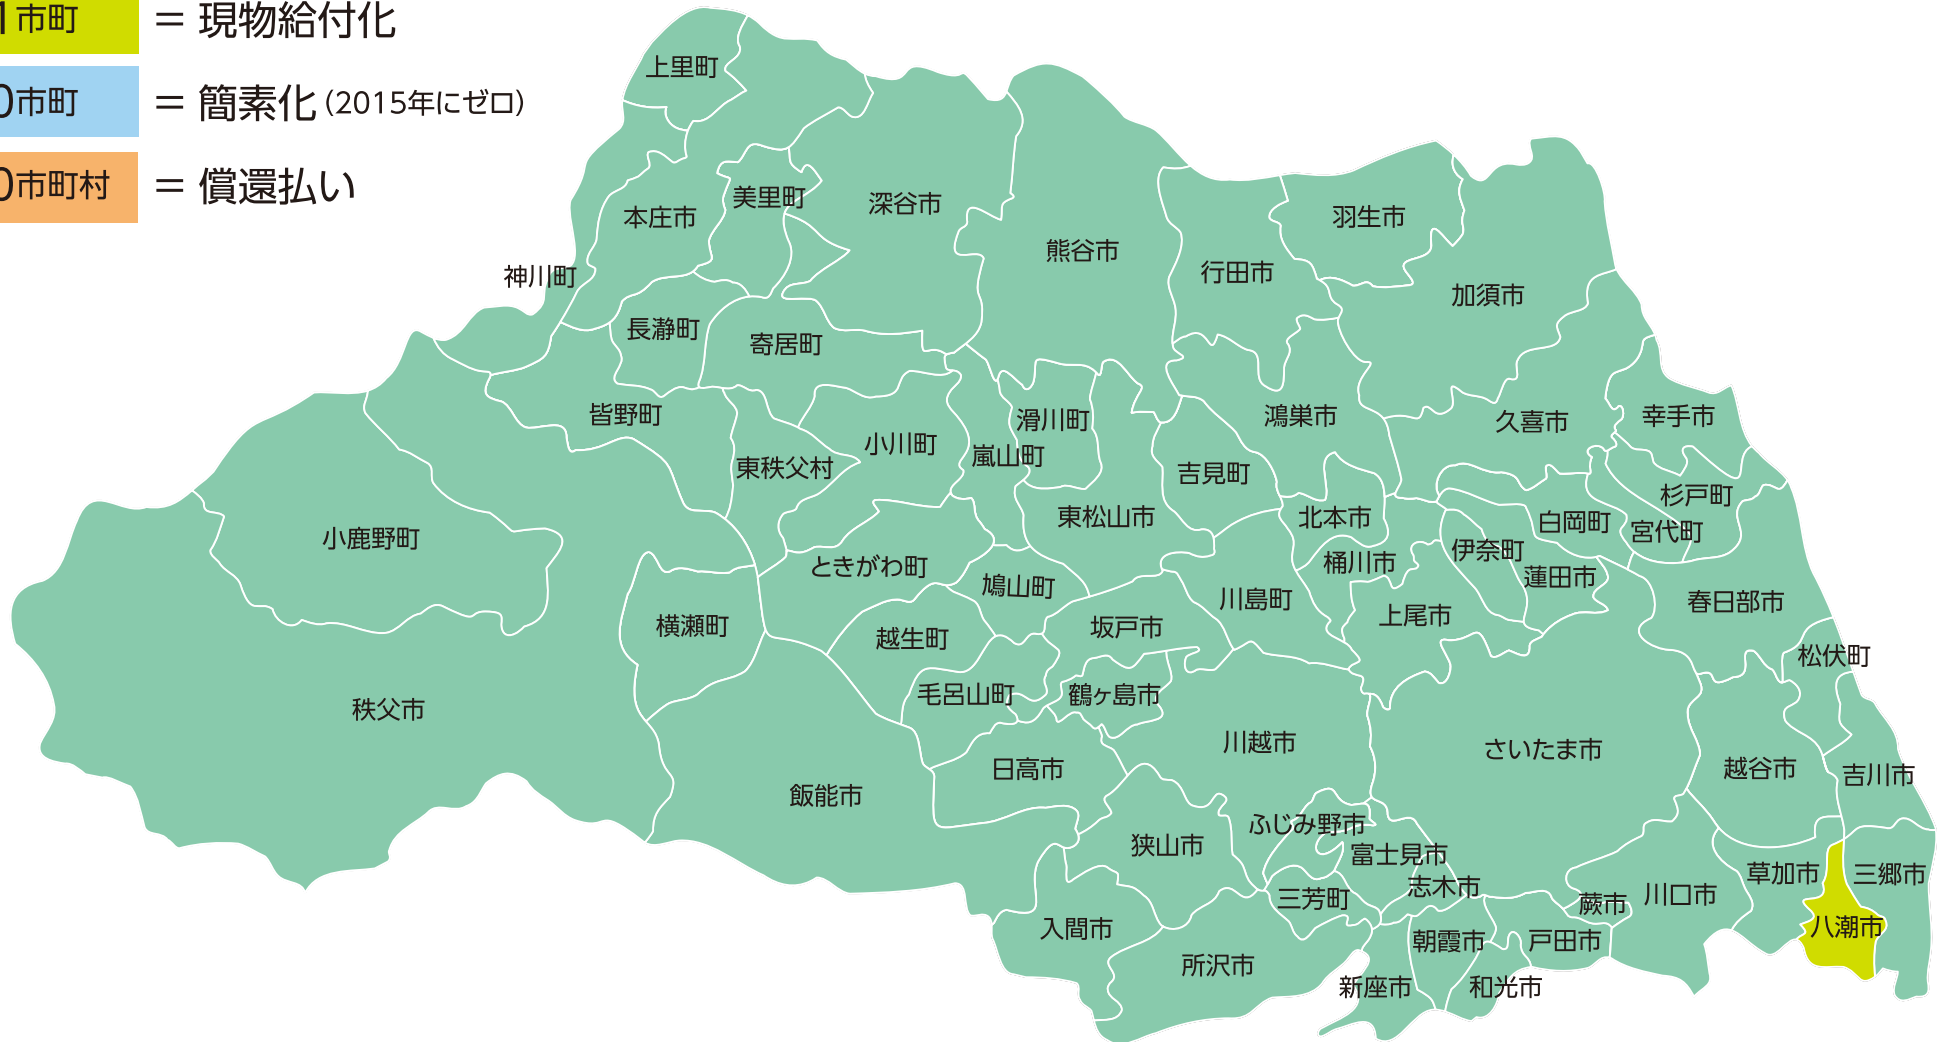 1市町 = 現物給付化
0市町 = 簡素化(2015年にゼロ)
0市町村 = 償還払い
上里町
美里町
本庄市
深谷市
神川町
熊谷市
羽生市
行田市
加須市
長瀞町
寄居町
皆野町
滑川町
鴻巣市
久喜市
幸手市
小川町
嵐山町
東秩父村
吉見町
杉戸町
小鹿野町
東松山市
北本市
白岡町
宮代町
ときがわ町
鳩山町
桶川市
伊奈町
蓮田市
川島町
春日部市
横瀬町
越生町
坂戸市
上尾市
松伏町
毛呂山町
鶴ヶ島市
秩父市
川越市
さいたま市
日高市
越谷市
吉川市
飯能市
ふじみ野市
狭山市
富士見市
草加市
三郷市
三芳町
志木市
蕨市
川口市
入間市
八潮市
朝霞市
戸田市
所沢市
新座市
和光市